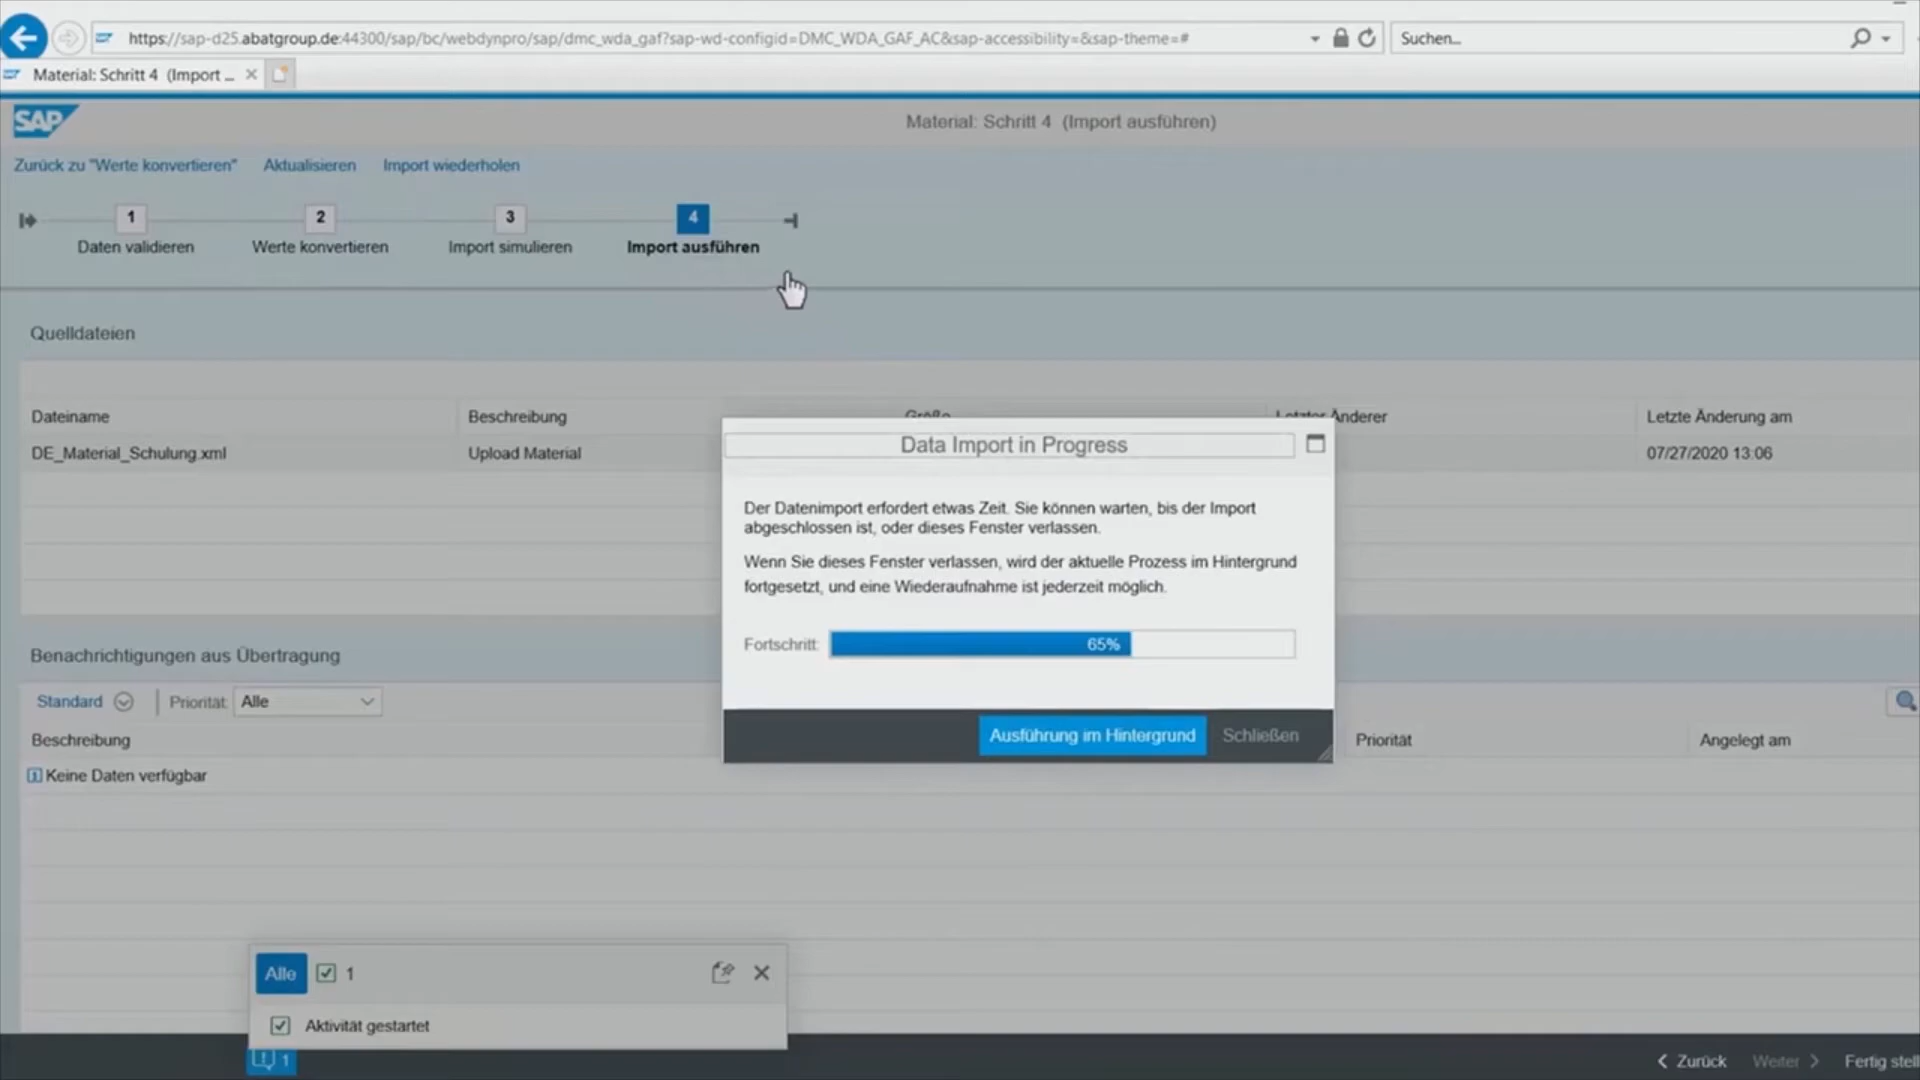 https://sap-d25.abatgroup.de:44300/sap/bc/webdynpro/sap/dmc_wda_gaf?sap-wd-configid=DMC_WDA_GAF_AC&sap-accessibility=&sap-theme=#
Suchen...
Material: Schritt 4 (Import ...
SAP
Material: Schritt 4 (Import ausführen)
Zurück zu "Werte konvertieren" Aktualisieren Import wiederholen
1 2 3 4
Daten validieren Werte konvertieren Import simulieren Import ausführen
Quelldateien
Dateiname Beschreibung Größe Letzter Änderer Letzte Änderung am
DE_Material_Schulung.xml Upload Material 07/27/2020 13:06
Data Import in Progress
Der Datenimport erfordert etwas Zeit. Sie können warten, bis der Import
abgeschlossen ist, oder dieses Fenster verlassen.
Wenn Sie dieses Fenster verlassen, wird der aktuelle Prozess im Hintergrund
fortgesetzt, und eine Wiederaufnahme ist jederzeit möglich.
Fortschritt: 65%
Ausführung im Hintergrund Schließen
Benachrichtigungen aus Übertragung
Standard Priorität: Alle
Beschreibung Priorität Angelegt am
Keine Daten verfügbar
Alle 1
Aktivität gestartet
1
Zurück Weiter Fertig stell